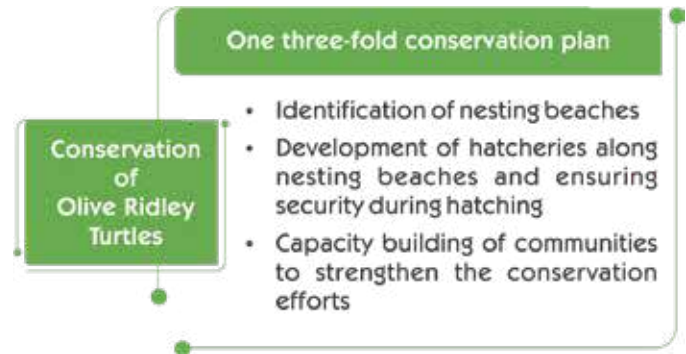 One three-fold conservation plan
Conservation
of
Olive Ridley
Turtles
• Identification of nesting beaches
• Development of hatcheries along
nesting beaches and ensuring
security during hatching
• Capacity building of communities
to strengthen the conservation
efforts